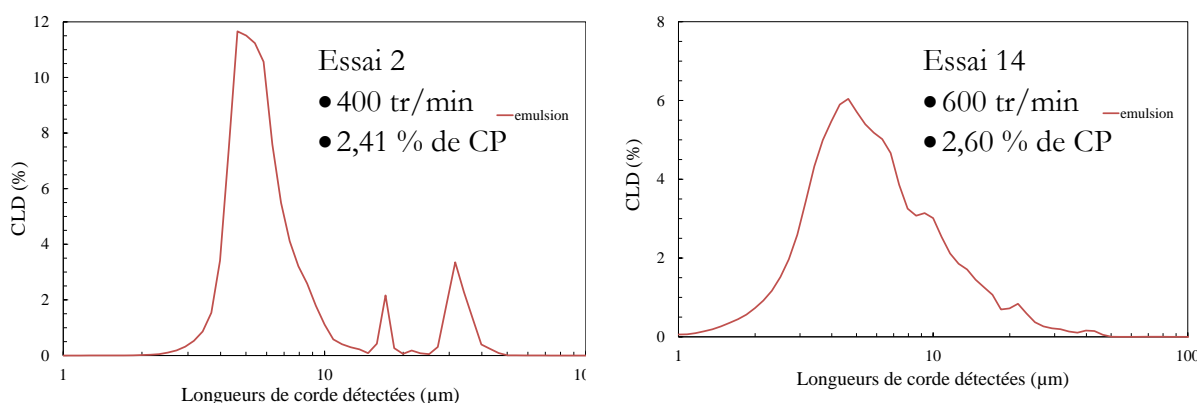 12
10
8
6
4
2
0
CLD (%)
Essai 2
• 400 tr/min
• 2,41 % de CP
emulsion
1
10
10
Longueurs de corde détectées (µm)
8
6
4
2
0
CLD (%)
Essai 14
• 600 tr/min
• 2,60 % de CP
emulsion
1
10
100
Longueurs de corde détectées (µm)